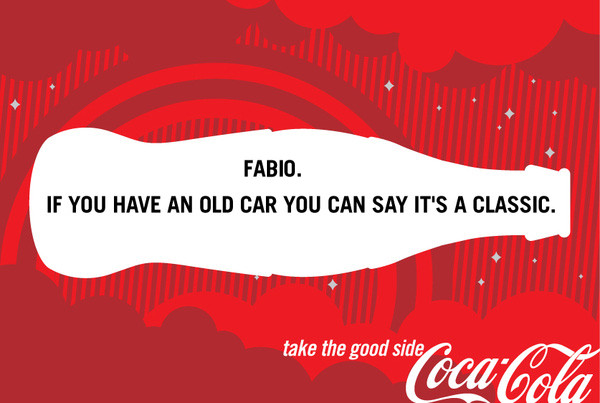 FABIO.
IF YOU HAVE AN OLD CAR YOU CAN SAY IT'S A CLASSIC.
take the good side
Coca-Cola